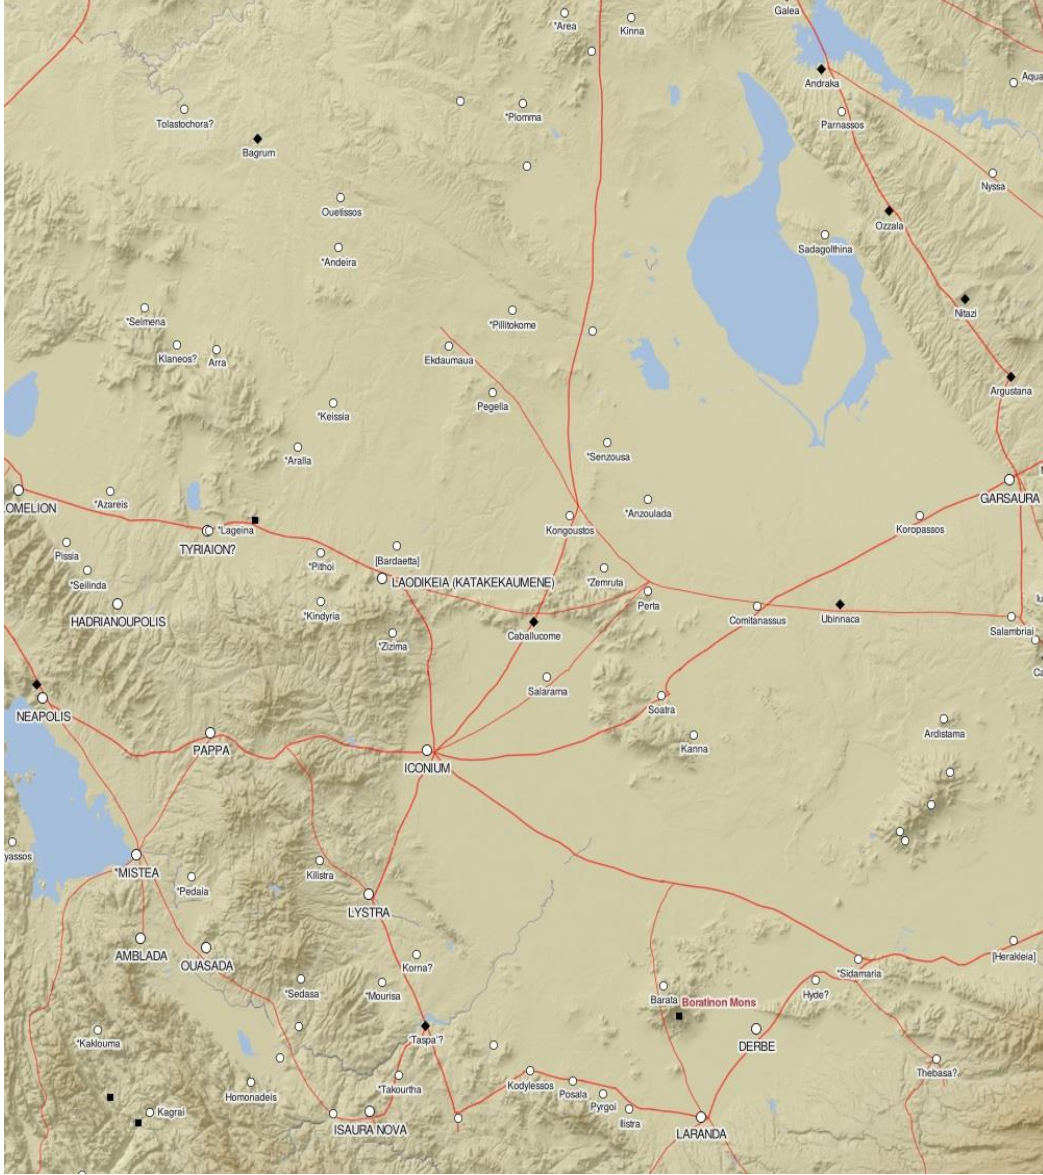 Galea
*Area
Kinna
Andraka
Aqua
*Plomma
Tolastochora?
Parnassos
Bagrum
Nyssa
Ouetissos
Ozzala
Sadagolthina
*Andeira
Nitazi
*Selmena
*Pillitokome
Klaneos?
Arra
Ekdaumaua
Argustana
Pegella
*Keissia
*Senzousa
*Aralla
*Azareis
GARSAURA
LOMELION
*Anzoulada
*Lageina
Kongoustos
Koropassos
TYRIAION?
Pissia
[Bardaetta]
*Pithoi
*Seilinda
LAODIKEIA (KATAKEKAUMENE)
*Zemruta
Perta
HADRIANOUPOLIS
*Kindyria
Comitanassus
Ubinnaca
Salambriai
Caballucome
*Zizima
Ca
Salarama
NEAPOLIS
Soatra
Ardistama
PAPPA
Kanna
ICONIUM
yassos
*MISTEA
Kilistra
*Pedaia
LYSTRA
AMBLADA
OUASADA
Korna?
[Herakleia]
*Sidamaria
*Sedasa
*Mourisa
Hyde?
Barata
Boratinon Mons
*Kaklouma
'Taspa'?
DERBE
Thebasa?
Kodylessos
Homonadeis
*Takourtha
Posala
Pyrgoi
Kagrai
Ilistra
ISAURA NOVA
LARANDA